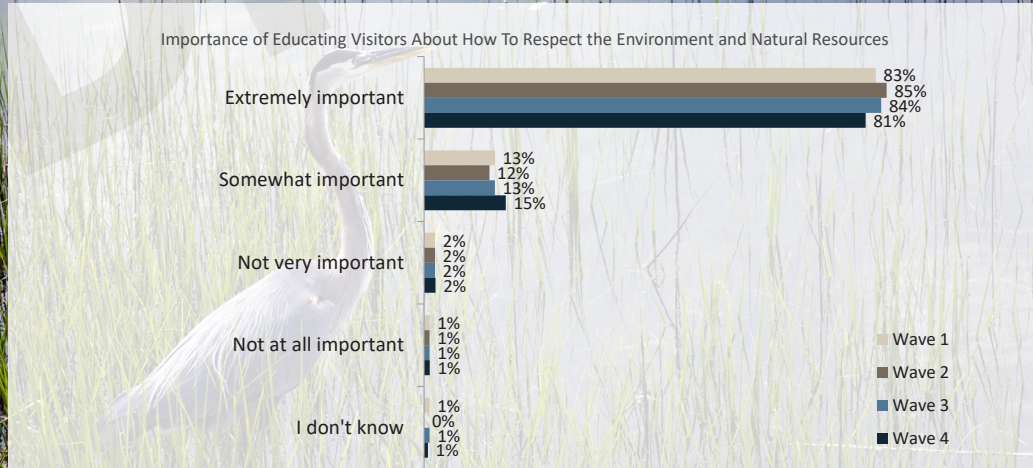 Importance of Educating Visitors About How To Respect the Environment and Natural Resources
Extremely important
83%
85%
84%
81%
Somewhat important
13%
12%
13%
15%
Not very important
2%
2%
2%
2%
Not at all important
1%
1%
1%
1%
I don't know
1%
0%
1%
1%
Wave 1
Wave 2
Wave 3
Wave 4